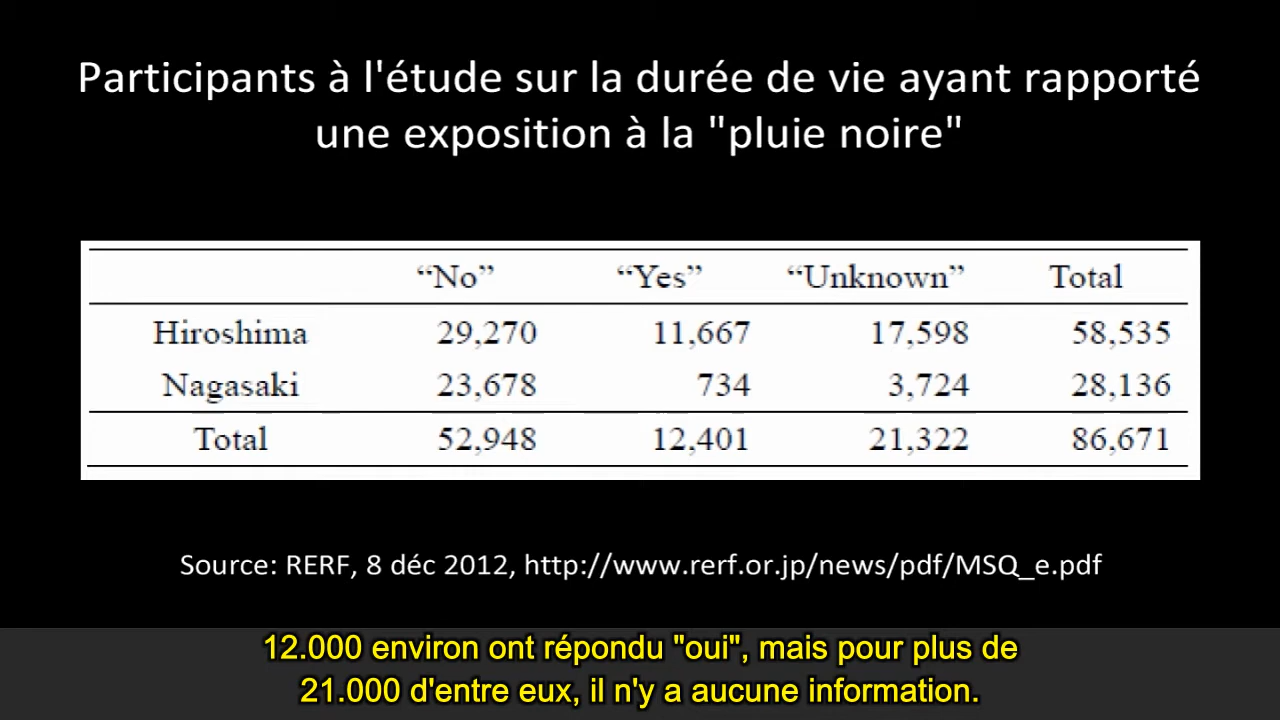 Participants à l'étude sur la durée de vie ayant rapporté
une exposition à la "pluie noire"
“No” “Yes” “Unknown” Total
Hiroshima 29,270 11,667 17,598 58,535
Nagasaki 23,678 734 3,724 28,136
Total 52,948 12,401 21,322 86,671
Source: RERF, 8 déc 2012, http://www.rerf.or.jp/news/pdf/MSQ_e.pdf
12.000 environ ont répondu "oui", mais pour plus de
21.000 d'entre eux, il n'y a aucune information.